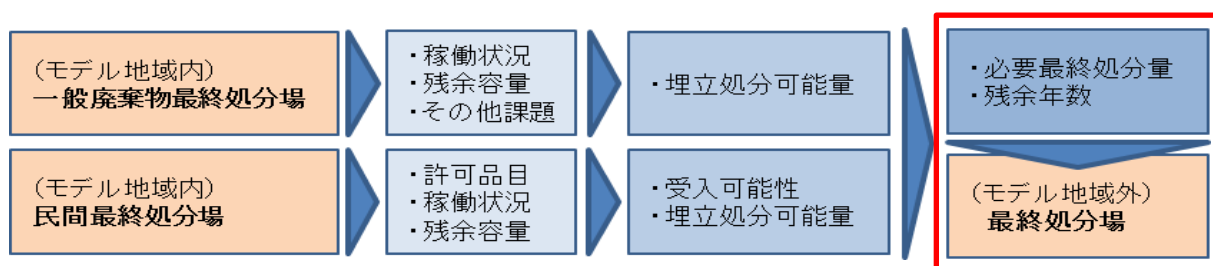 （モデル地域内）
一般廃棄物最終処分場
・稼働状況
・残余容量
・その他課題
・埋立処分可能量
（モデル地域内）
民間最終処分場
・許可品目
・稼働状況
・残余容量
・受入可能性
・埋立処分可能量
・必要最終処分量
・残余年数
（モデル地域外）
最終処分場